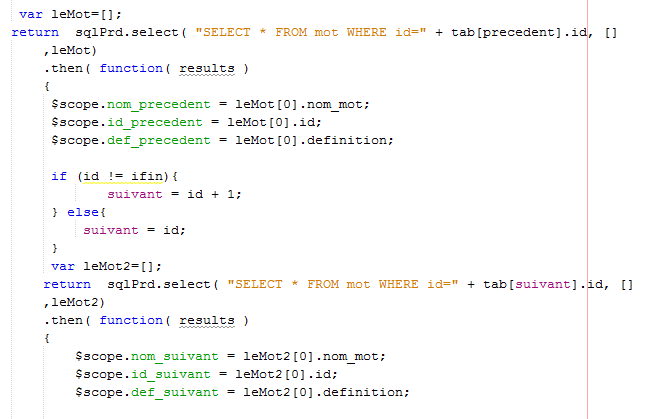 var leMot=[];
return  sqlPrd.select( "SELECT * FROM mot WHERE id=" + tab[precedent].id, []
,leMot)
.then( function( results )
{
$scope.nom_precedent = leMot[0].nom_mot;
$scope.id_precedent = leMot[0].id;
$scope.def_precedent = leMot[0].definition;
if (id != ifin){
suivant = id + 1;
} else{
suivant = id;
}
var leMot2=[];
return  sqlPrd.select( "SELECT * FROM mot WHERE id=" + tab[suivant].id, []
,leMot2)
.then( function( results )
{
$scope.nom_suivant = leMot2[0].nom_mot;
$scope.id_suivant = leMot2[0].id;
$scope.def_suivant = leMot2[0].definition;